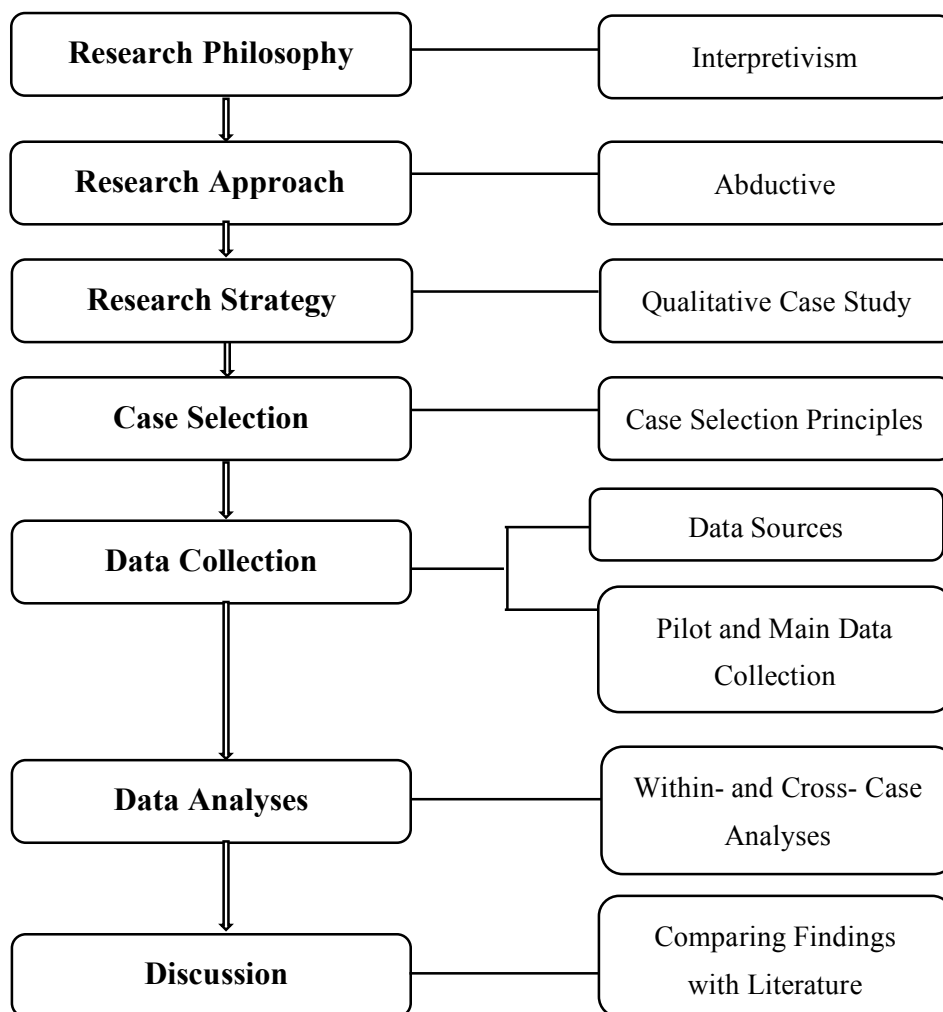 Research Philosophy
Interpretivism
Research Approach
Abductive
Research Strategy
Qualitative Case Study
Case Selection
Case Selection Principles
Data Collection
Data Sources
Pilot and Main Data
Collection
Data Analyses
Within- and Cross- Case
Analyses
Discussion
Comparing Findings
with Literature